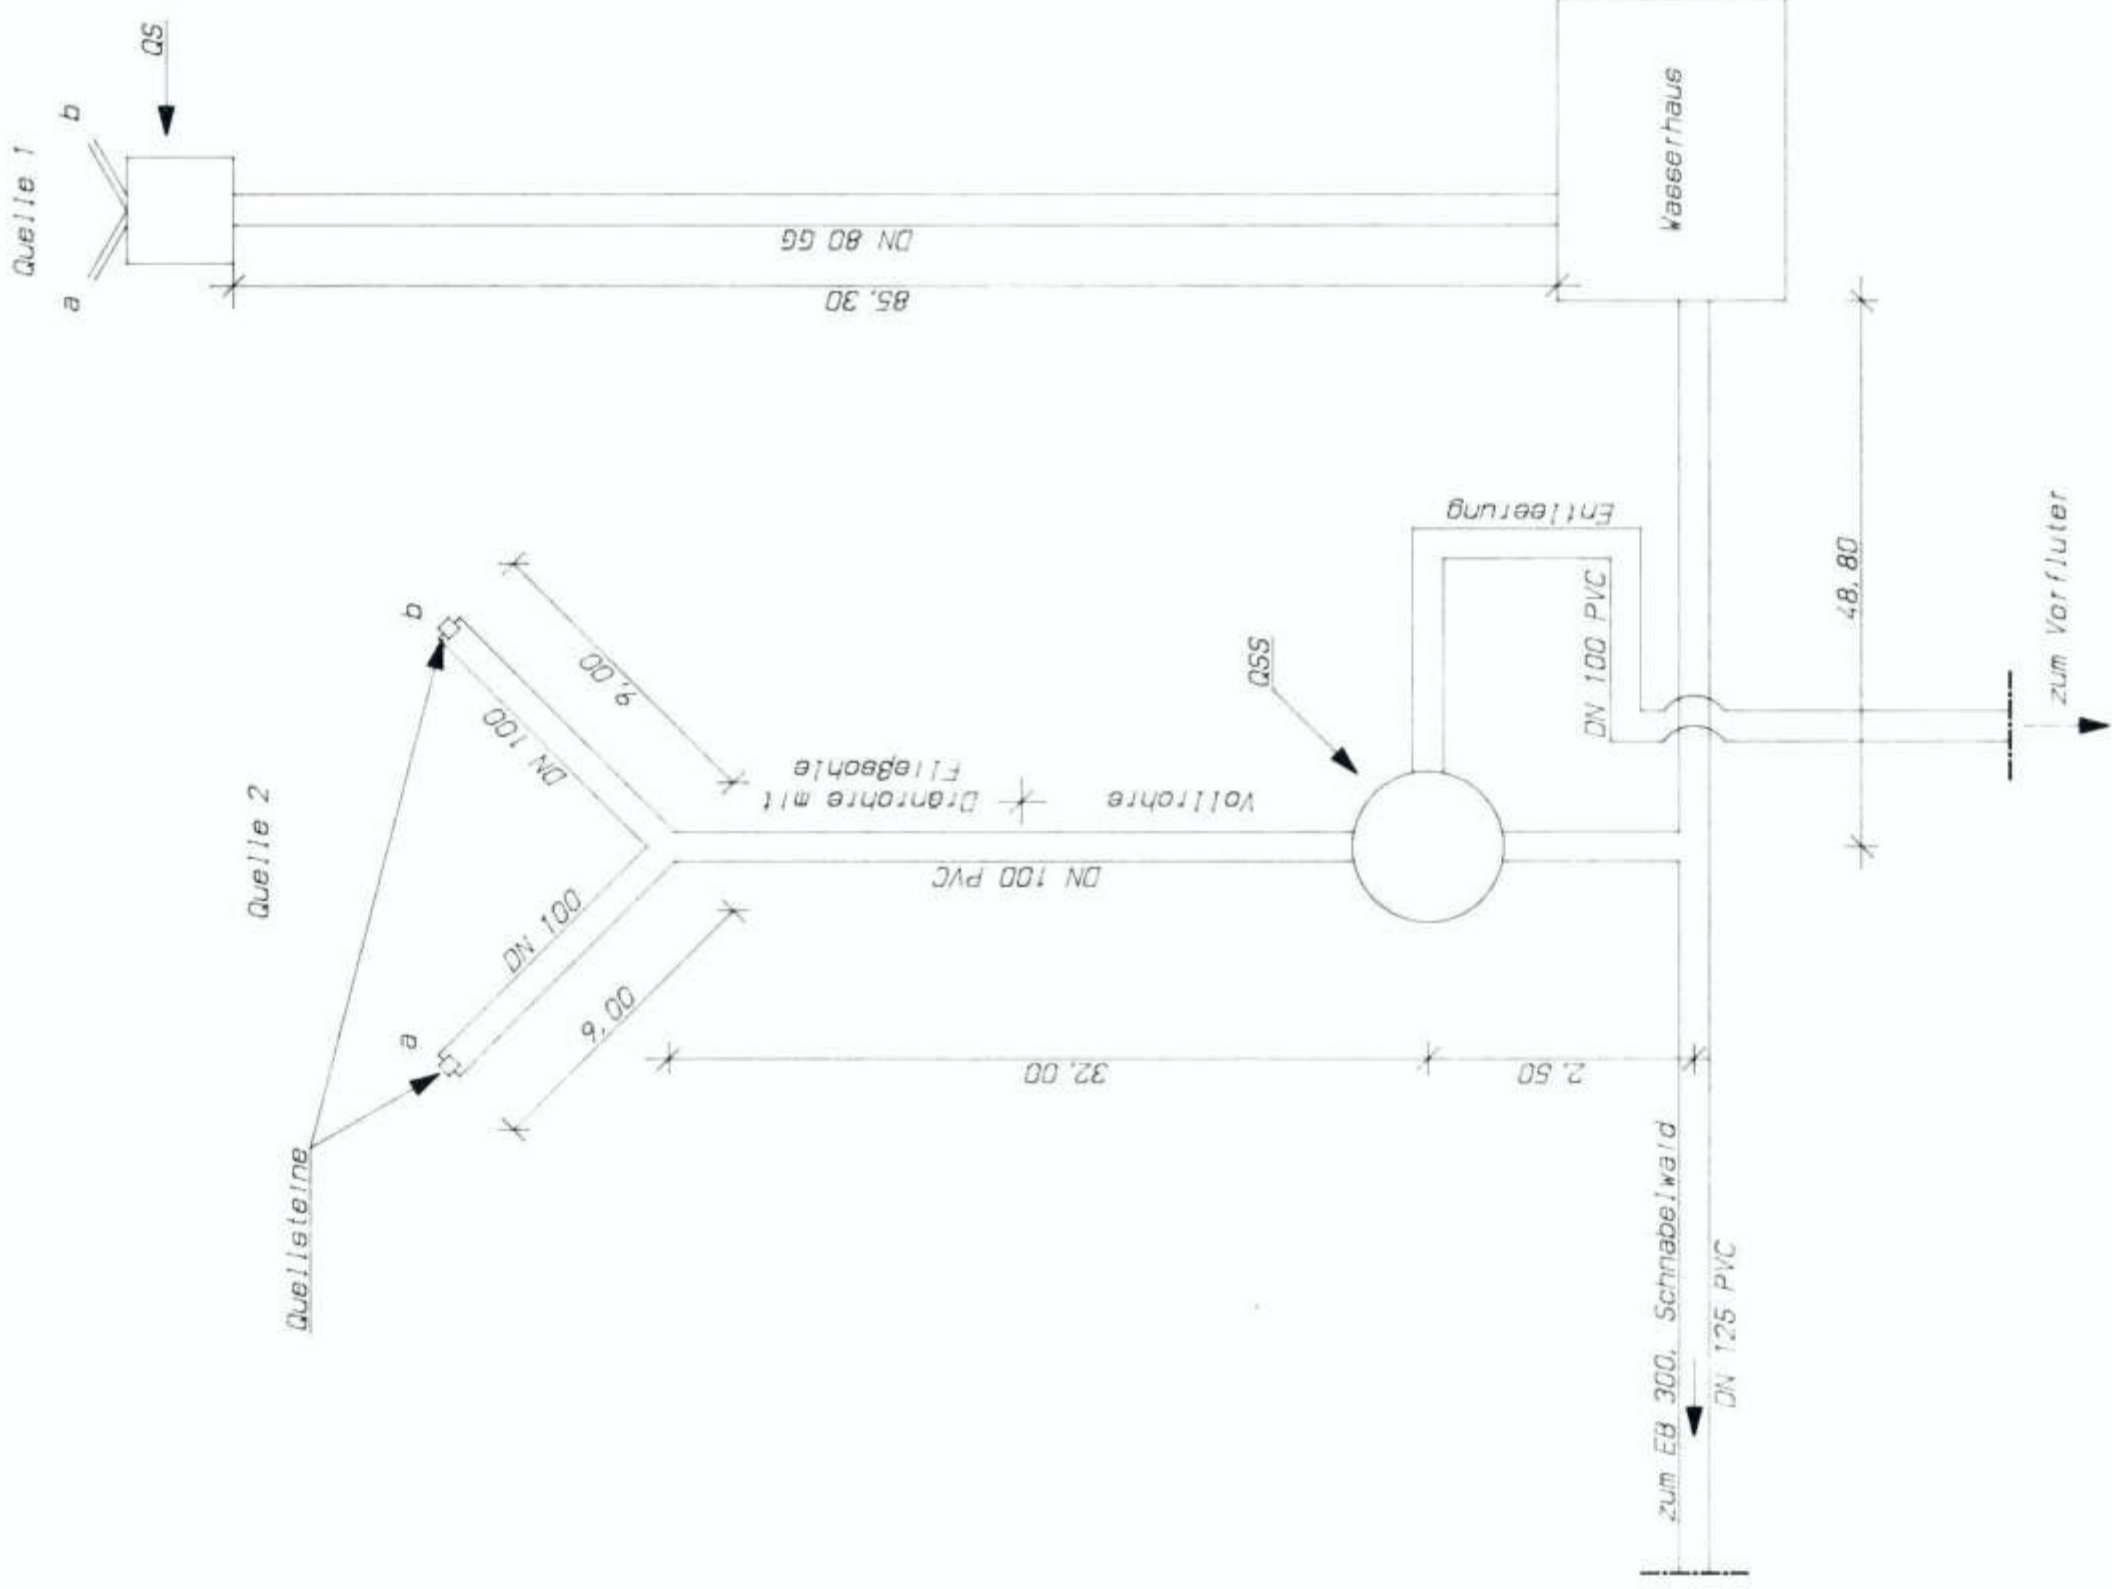 Quelle 1
a
b
QS
DN 80 GG
85.30
Wasserhaus
Quelle 2
a
b
Quellsteine
DN 100
DN 100
9,00
9,00
Dränrohre mit
Fließsohle
Vollrohre
DN 100 PVC
QSS
32.00
2.50
Entleerung
DN 100 PVC
48.80
zum Vorfluter
zum EB 300, Schnabelwaid
DN 125 PVC